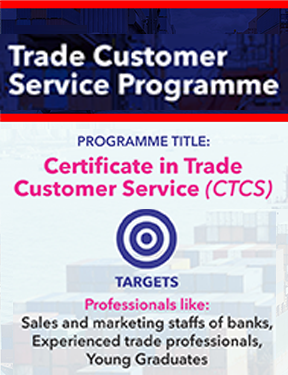 Trade Customer
Service Programme
PROGRAMME TITLE:
Certificate in Trade
Customer Service (CTCS)
TARGETS
Professionals like:
Sales and marketing staffs of banks,
Experienced trade professionals,
Young Graduates